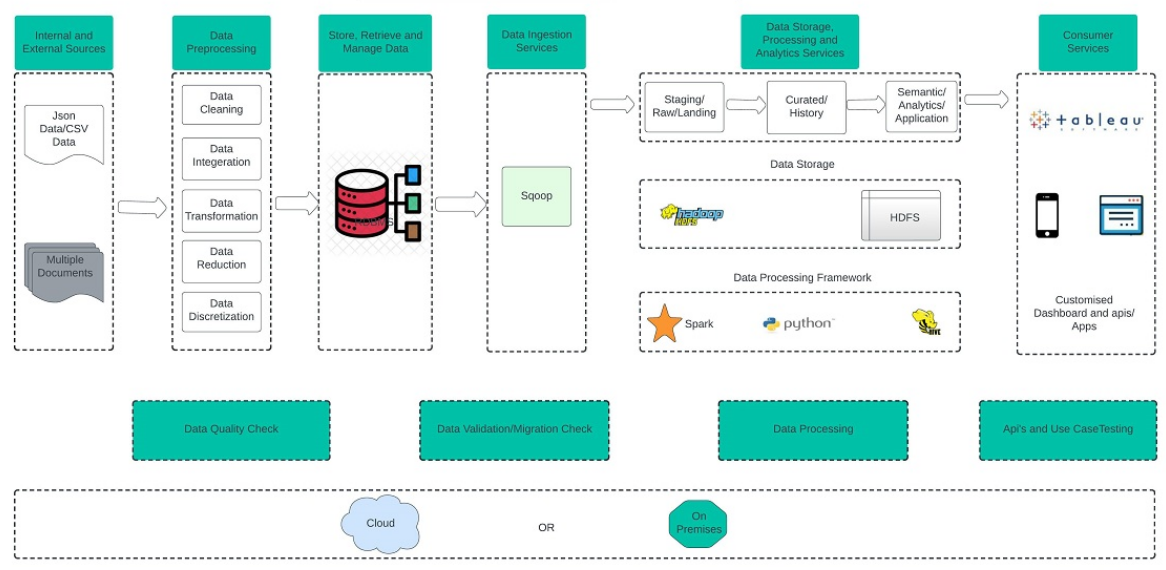 Internal and
External Sources
Data
Preprocessing
Store, Retrieve and
Manage Data
Data Ingestion
Services
Data Storage,
Processing and
Analytics Services
Consumer
Services
Json
Data/CSV
Data
Multiple
Documents
Data
Cleaning
Data
Integeration
Data
Transformation
Data
Reduction
Data
Discretization
Sqoop
Staging/
Raw/Landing
Curated/
History
Semantic/
Analytics/
Application
Data Storage
hadoop
HDFS
Data Processing Framework
Spark
python
HIVE
+ableau
SOFTWARE
Customised
Dashboard and apis/
Apps
Data Quality Check
Data Validation/Migration Check
Data Processing
Api's and Use CaseTesting
Cloud
OR
On
Premises